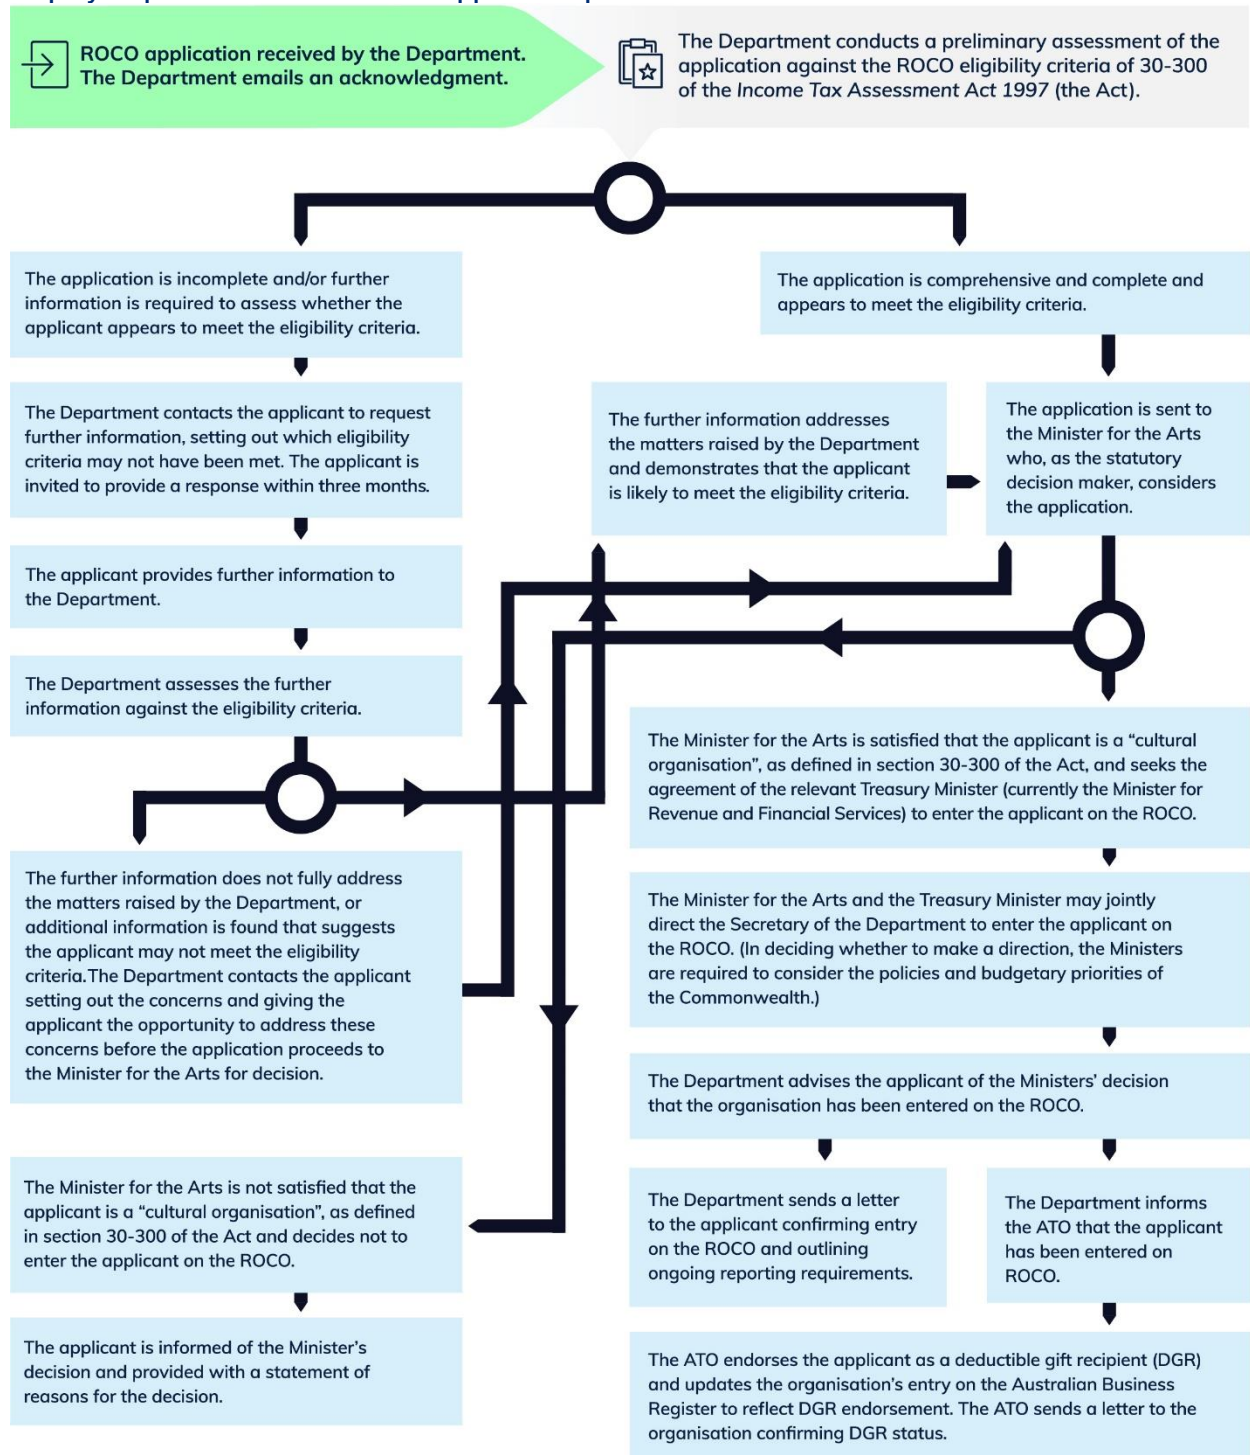 ROCO application received by the Department.
The Department emails an acknowledgment.
The Department conducts a preliminary assessment of the
application against the ROCO eligibility criteria of 30-300
of the Income Tax Assessment Act 1997 (the Act).
The application is incomplete and/or further
information is required to assess whether the
applicant appears to meet the eligibility criteria.
The application is comprehensive and complete and
appears to meet the eligibility criteria.
The Department contacts the applicant to request
further information, setting out which eligibility
criteria may not have been met. The applicant is
invited to provide a response within three months.
The further information addresses
the matters raised by the Department
and demonstrates that the applicant
is likely to meet the eligibility criteria.
The application is sent to
the Minister for the Arts
who, as the statutory
decision maker, considers
the application.
The applicant provides further information to
the Department.
The Department assesses the further
information against the eligibility criteria.
The Minister for the Arts is satisfied that the applicant is a “cultural
organisation”, as defined in section 30-300 of the Act, and seeks the
agreement of the relevant Treasury Minister (currently the Minister for
Revenue and Financial Services) to enter the applicant on the ROCO.
The further information does not fully address
the matters raised by the Department, or
additional information is found that suggests
the applicant may not meet the eligibility
criteria.The Department contacts the applicant
setting out the concerns and giving the
applicant the opportunity to address these
concerns before the application proceeds to
the Minister for the Arts for decision.
The Minister for the Arts and the Treasury Minister may jointly
direct the Secretary of the Department to enter the applicant on
the ROCO. (In deciding whether to make a direction, the Ministers
are required to consider the policies and budgetary priorities of
the Commonwealth.)
The Department advises the applicant of the Ministers’ decision
that the organisation has been entered on the ROCO.
The Minister for the Arts is not satisfied that the
applicant is a “cultural organisation”, as defined
in section 30-300 of the Act and decides not to
enter the applicant on the ROCO.
The Department sends a letter
to the applicant confirming entry
on the ROCO and outlining
ongoing reporting requirements.
The Department informs
the ATO that the applicant
has been entered on
ROCO.
The applicant is informed of the Minister’s
decision and provided with a statement of
reasons for the decision.
The ATO endorses the applicant as a deductible gift recipient (DGR)
and updates the organisation’s entry on the Australian Business
Register to reflect DGR endorsement. The ATO sends a letter to the
organisation confirming DGR status.